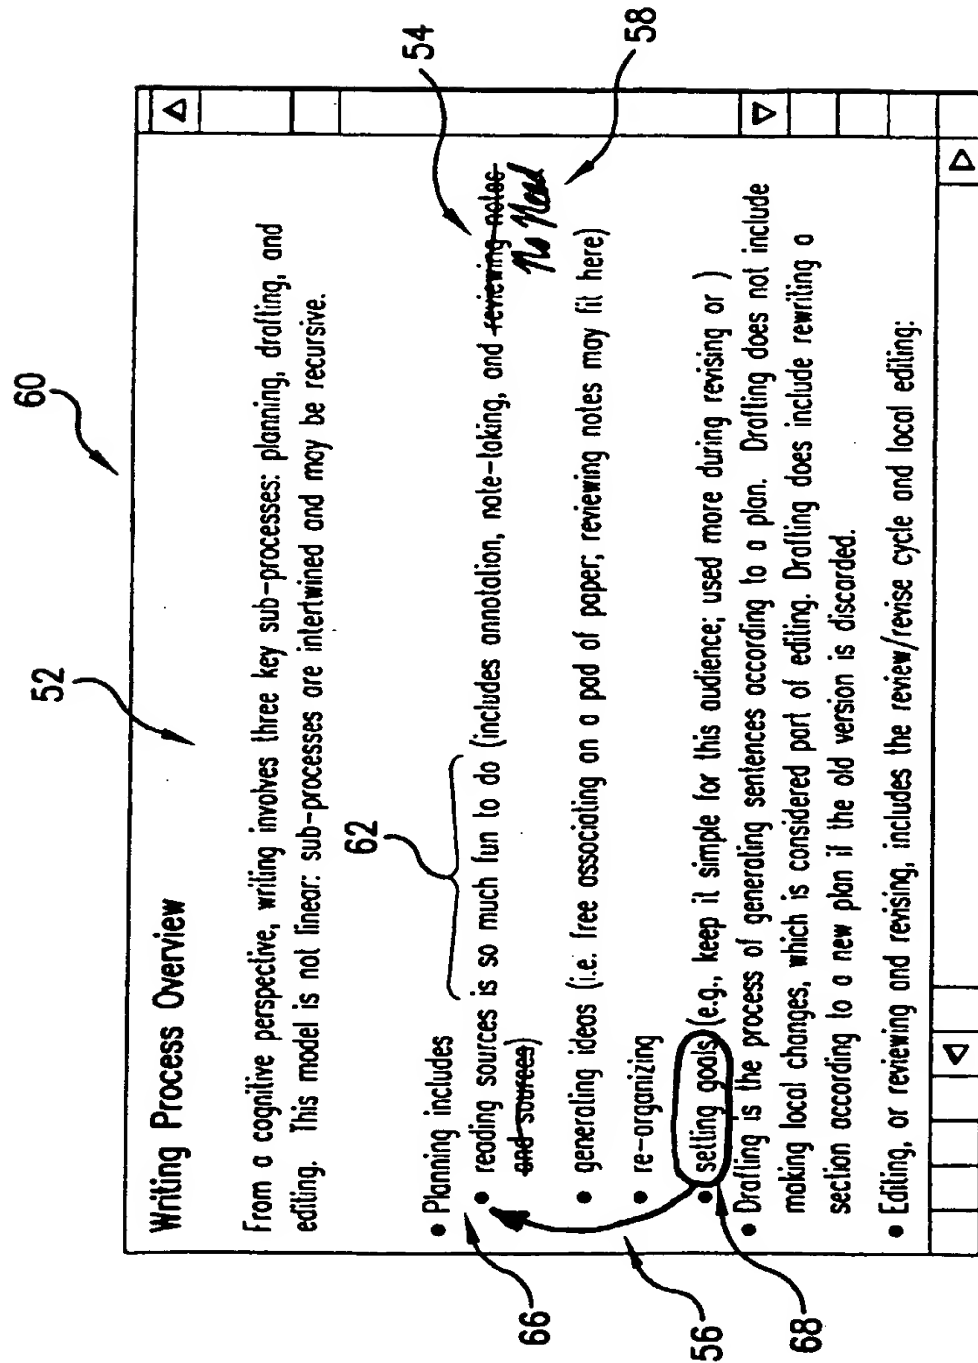 60
52
54
58
Writing Process Overview
From a cognitive perspective, writing involves three key sub-processes: planning, drafting, and
editing. This model is not linear: sub-processes are intertwined and may be recursive.
62
• Planning includes
• reading sources is so much fun to do (includes annotation, note-taking, and reviewing notes
and sources)
No Need
• generating ideas (i.e. free associating on a pad of paper; reviewing notes may fit here)
• re-organizing
• setting goals (e.g., keep it simple for this audience; used more during revising or )
• Drafting is the process of generating sentences according to a plan. Drafting does not include
making local changes, which is considered part of editing. Drafting does include rewriting a
section according to a new plan if the old version is discarded.
• Editing, or reviewing and revising, includes the review/revise cycle and local editing:
66
56
68